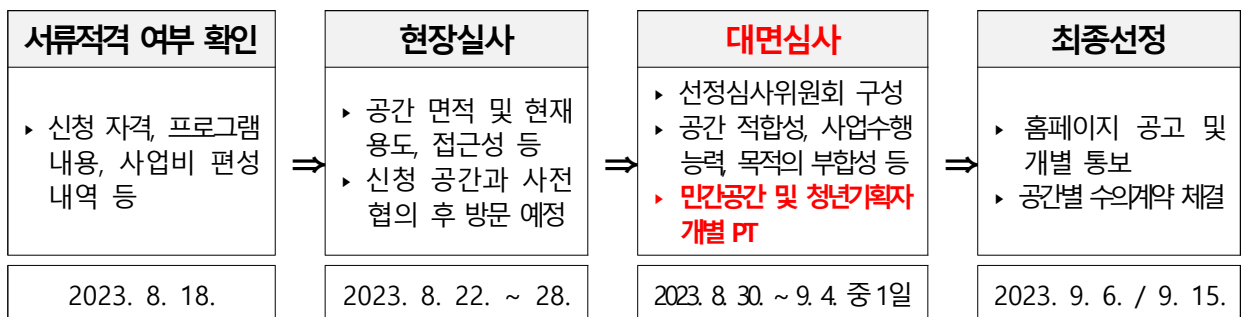 서류적격 여부 확인
▸ 신청 자격, 프로그램
내용, 사업비 편성
내역 등
2023. 8. 18.
⇒
현장실사
▸ 공간 면적 및 현재
용도, 접근성 등
▸ 신청 공간과 사전
협의 후 방문 예정
2023. 8. 22. ~ 28.
⇒
대면심사
▸ 선정심사위원회 구성
▸ 공간 적합성, 사업수행
능력, 목적의 부합성 등
▸ 민간공간 및 청년기획자
개별 PT
2023. 8. 30. ~ 9. 4. 중 1일
⇒
최종선정
▸ 홈페이지 공고 및
개별 통보
▸ 공간별 수의계약 체결
2023. 9. 6. / 9. 15.